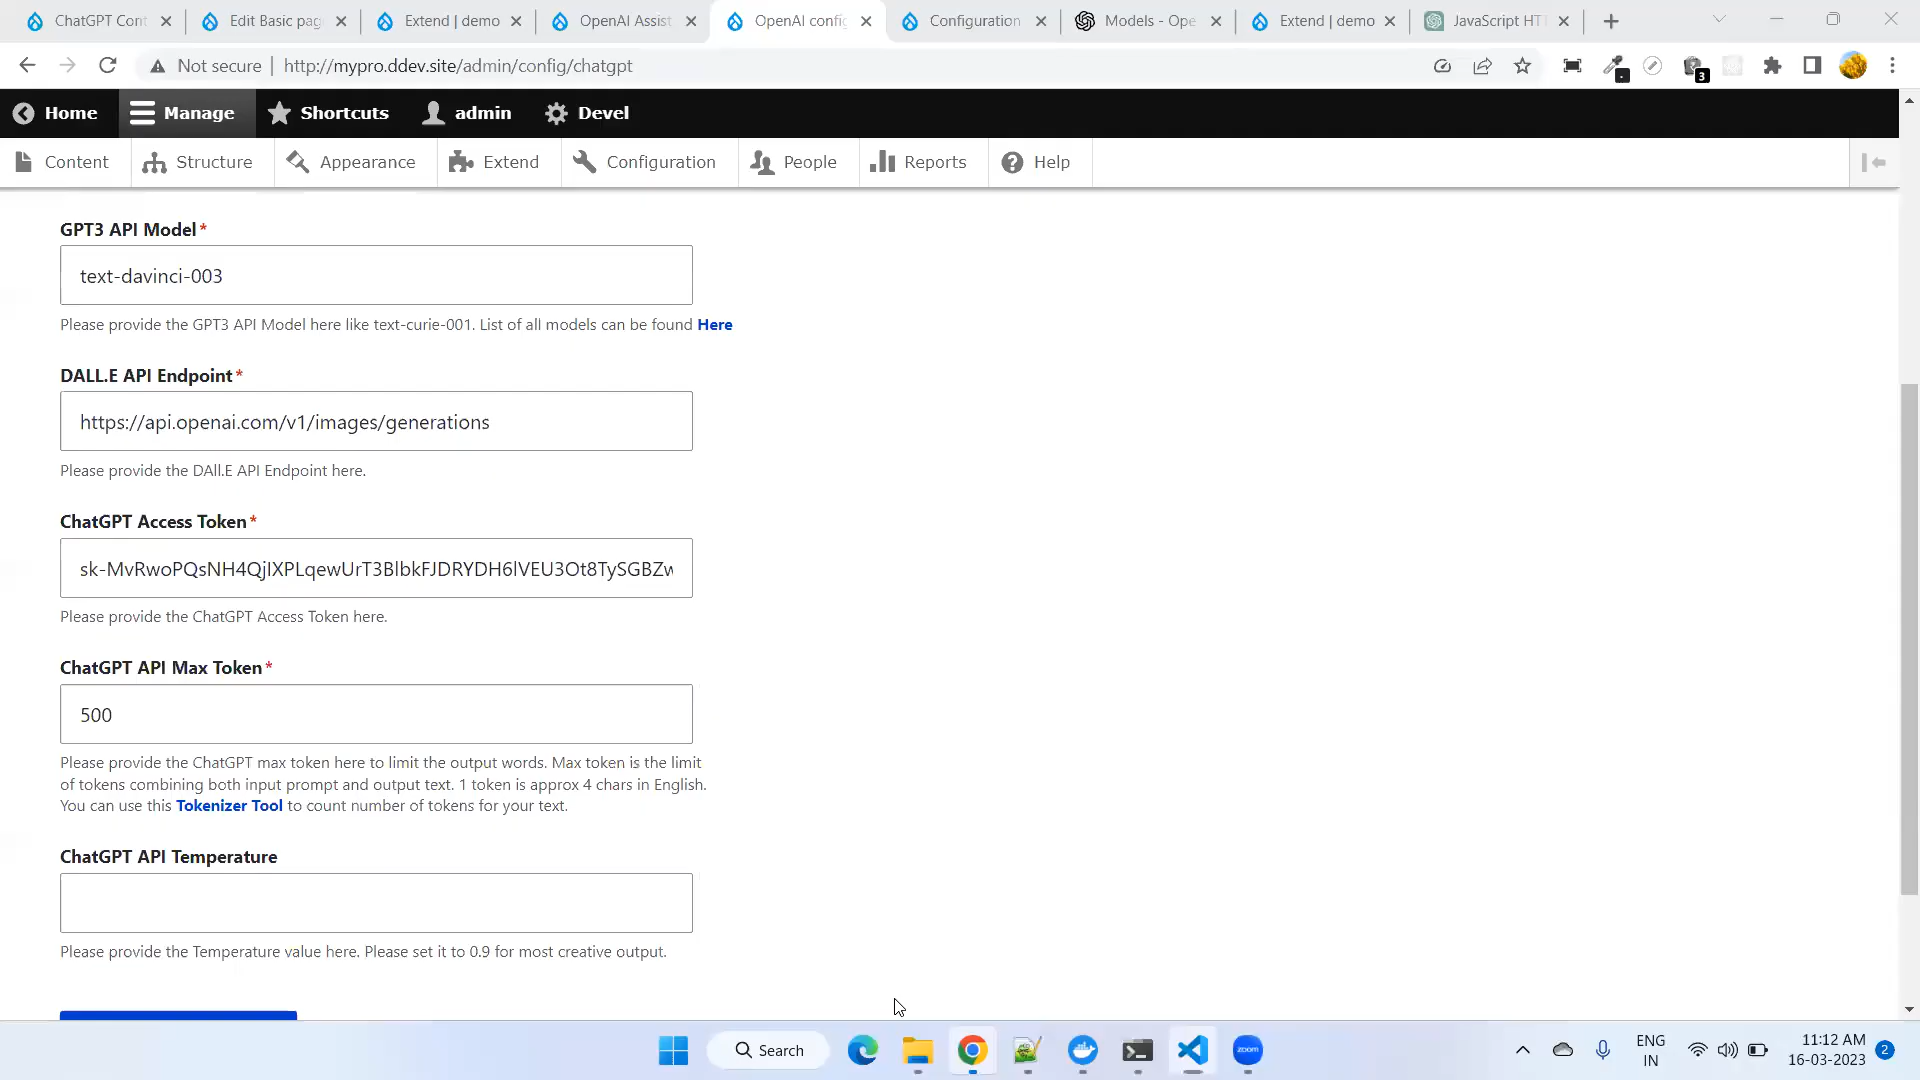 ChatGPT Cont
Edit Basic pag
Extend | demo
OpenAI Assist
OpenAI config
Configuration
Models - Ope
Extend | demo
JavaScript HT
Not secure | http://mypro.ddev.site/admin/config/chatgpt
3
Home
Manage
Shortcuts
admin
Devel
Content
Structure
Appearance
Extend
Configuration
People
Reports
Help
GPT3 API Model*
text-davinci-003
Please provide the GPT3 API Model here like text-curie-001. List of all models can be found Here
DALL.E API Endpoint*
https://api.openai.com/v1/images/generations
Please provide the DAll.E API Endpoint here.
ChatGPT Access Token*
sk-MvRwoPQsNH4QjIXPLqewUrT3BlbkFJDRYDH6lVEU3Ot8TySGBZw
Please provide the ChatGPT Access Token here.
ChatGPT API Max Token*
500
Please provide the ChatGPT max token here to limit the output words. Max token is the limit
of tokens combining both input prompt and output text. 1 token is approx 4 chars in English.
You can use this Tokenizer Tool to count number of tokens for your text.
ChatGPT API Temperature
Please provide the Temperature value here. Please set it to 0.9 for most creative output.
Search
zoom
ENG
IN
11:12 AM
16-03-2023
2